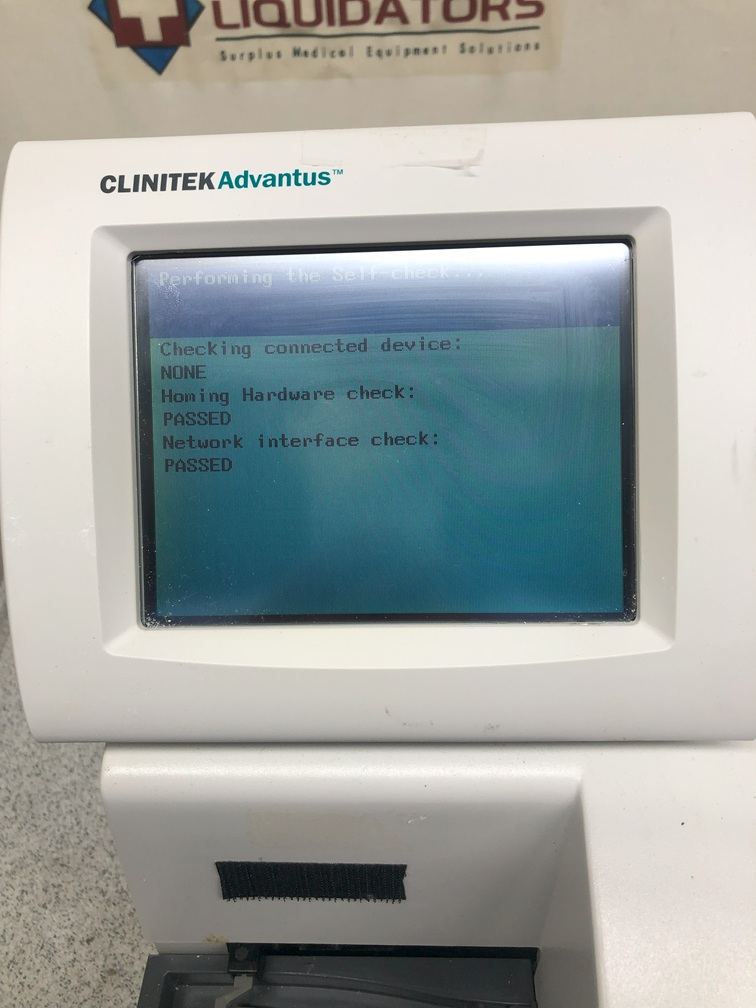 LIQUIDATORS
Surplus Medical Equipment Solutions
CLINITEK Advantus™
Performing the Self-check...
Checking connected device:
NONE
Homing Hardware check:
PASSED
Network interface check:
PASSED